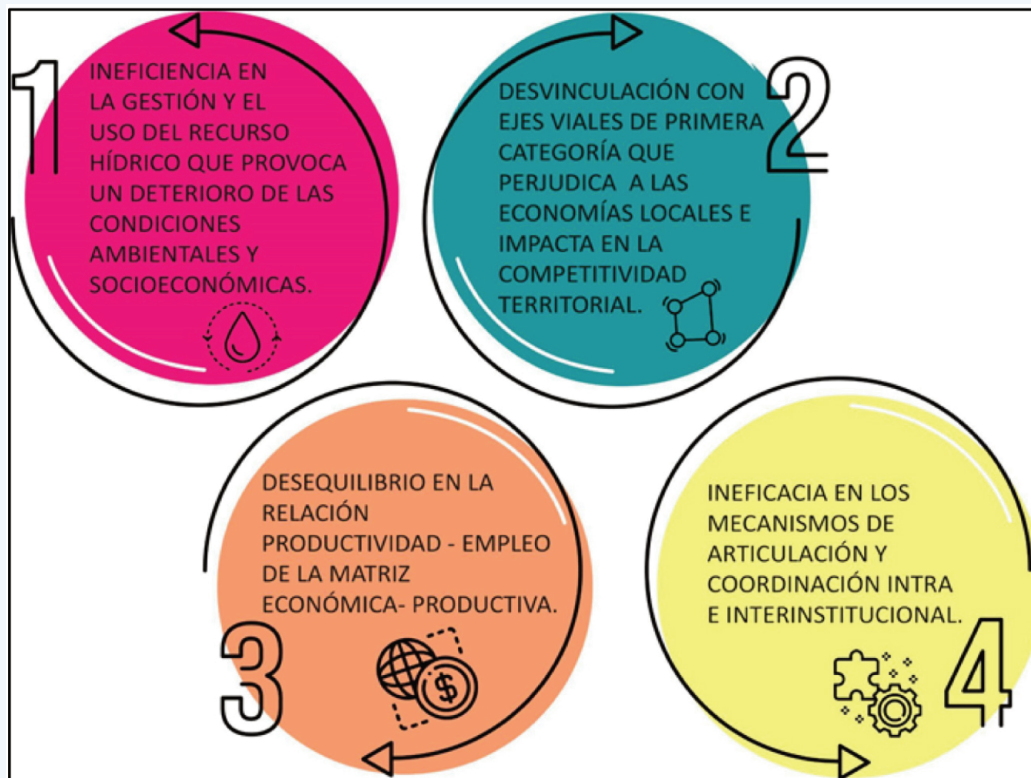 1
INEFICIENCIA EN
LA GESTIÓN Y EL
USO DEL RECURSO
HÍDRICO QUE PROVOCA
UN DETERIORO DE LAS
CONDICIONES
AMBIENTALES Y
SOCIOECONÓMICAS.
2
DESVINCULACIÓN CON
EJES VIALES DE PRIMERA
CATEGORÍA QUE
PERJUDICA A LAS
ECONOMÍAS LOCALES E
IMPACTA EN LA
COMPETITIVIDAD
TERRITORIAL.
3
DESEQUILIBRIO EN LA
RELACIÓN
PRODUCTIVIDAD - EMPLEO
DE LA MATRIZ
ECONÓMICA- PRODUCTIVA.
$
4
INEFICACIA EN LOS
MECANISMOS DE
ARTICULACIÓN Y
COORDINACIÓN INTRA
E INTERINSTITUCIONAL.